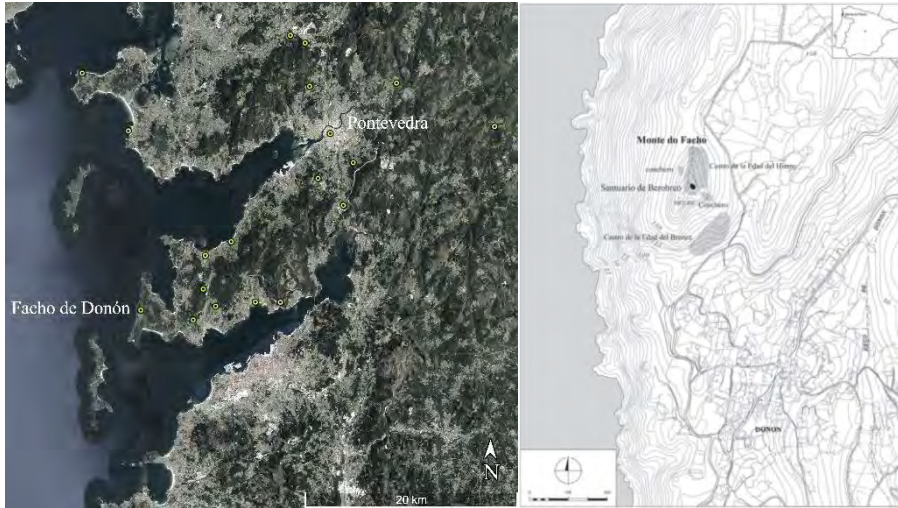 Pontevedra
Facho de Donón
N
20 km
Monte do Facho
Castro de la Edad del Hierro
conchero
Santuario de Berobreo
Conchero
Castro de la Edad del Bronce
DONON